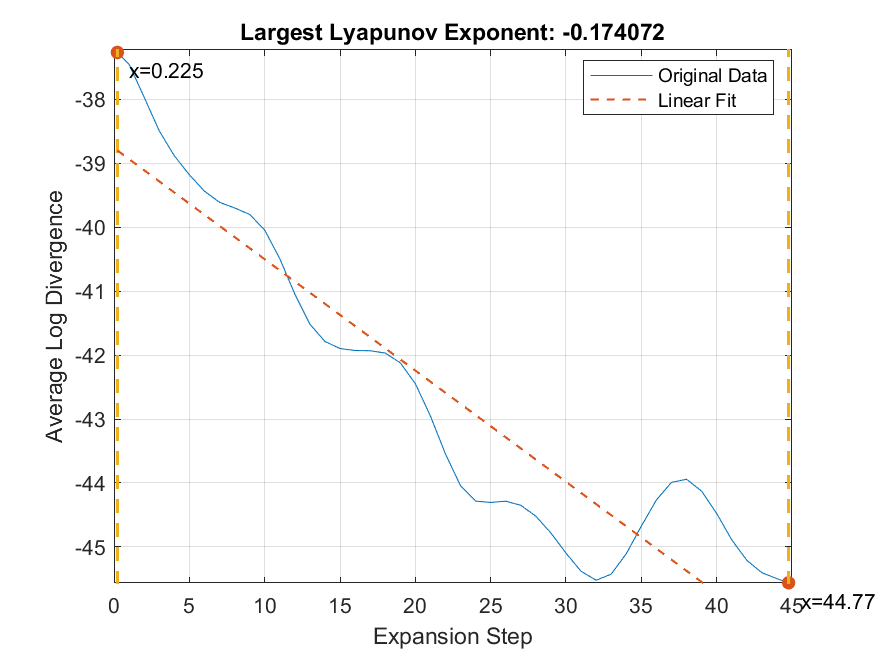 Largest Lyapunov Exponent: -0.174072
x=0.225
Original Data
Linear Fit
-38
-39
-40
-41
-42
-43
-44
-45
Average Log Divergence
0 5 10 15 20 25 30 35 40 45
x=44.77
Expansion Step